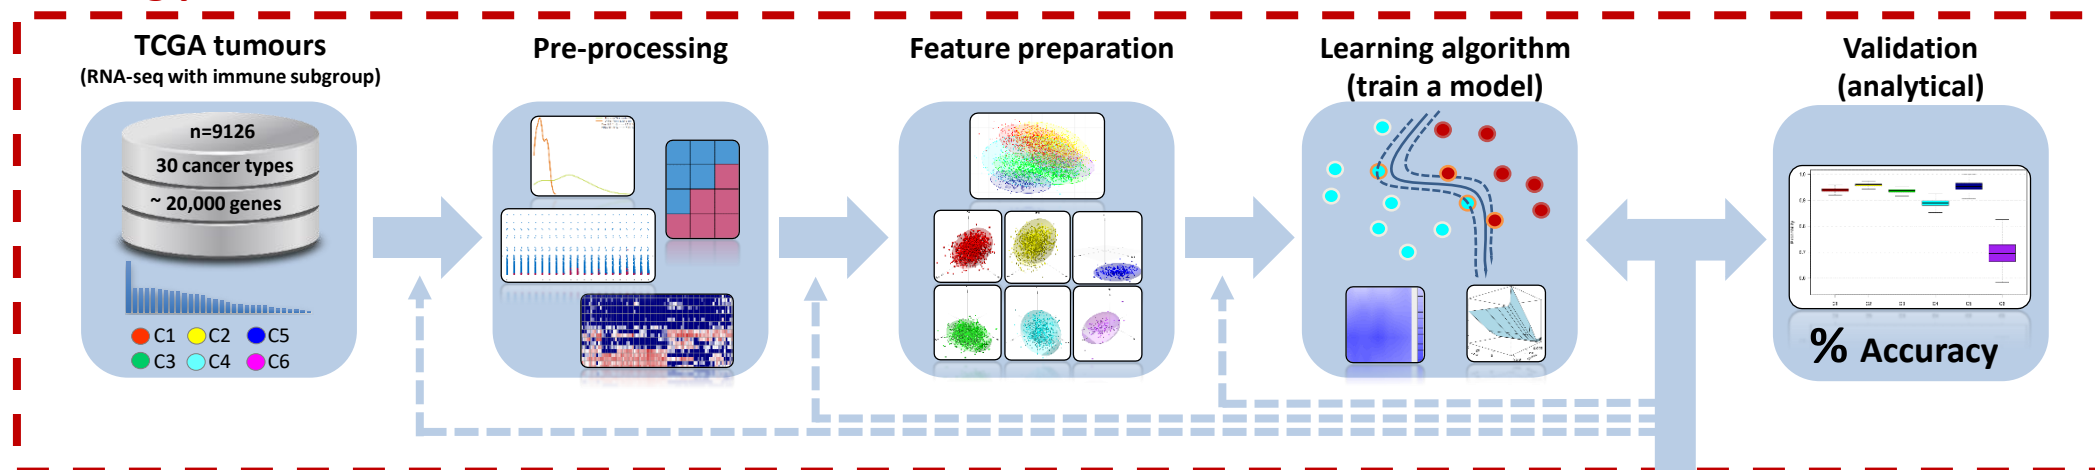 TCGA tumours
(RNA-seq with immune subgroup)
n=9126
30 cancer types
~ 20,000 genes
C1
C2
C5
C3
C4
C6
Pre-processing
Feature preparation
Learning algorithm
(train a model)
Validation
(analytical)
% Accuracy